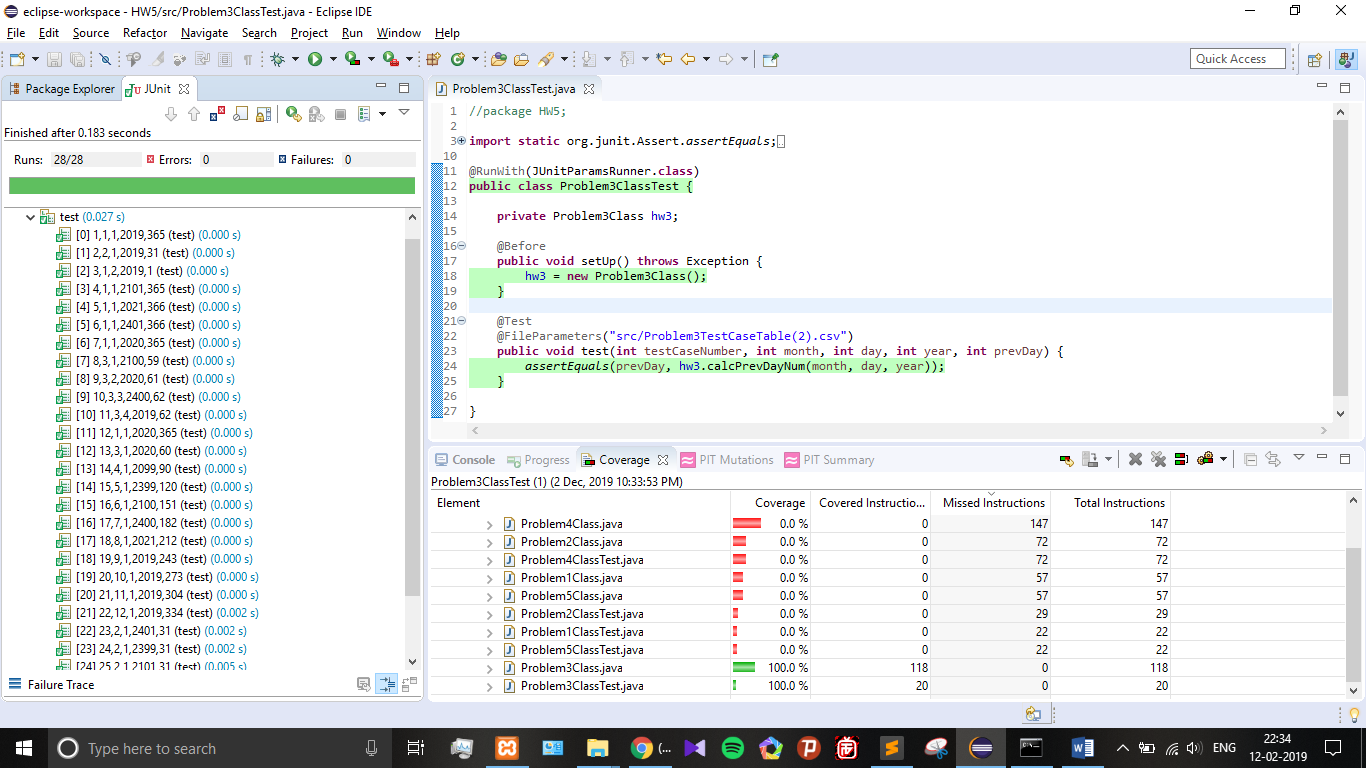 eclipse-workspace - HW5/src/Problem3ClassTest.java - Eclipse IDE
File Edit Source Refactor Navigate Search Project Run Window Help
Quick Access
Package Explorer JUnit
Finished after 0.183 seconds
Runs: 28/28 Errors: 0 Failures: 0
test (0.027 s)
[0] 1,1,1,2019,365 (test) (0.000 s)
[1] 2,2,1,2019,31 (test) (0.000 s)
[2] 3,1,2,2019,1 (test) (0.000 s)
[3] 4,1,1,2101,365 (test) (0.000 s)
[4] 5,1,1,2021,366 (test) (0.000 s)
[5] 6,1,1,2401,366 (test) (0.000 s)
[6] 7,1,1,2020,365 (test) (0.000 s)
[7] 8,3,1,2100,59 (test) (0.000 s)
[8] 9,3,2,2020,61 (test) (0.000 s)
[9] 10,3,3,2400,62 (test) (0.000 s)
[10] 11,3,4,2019,62 (test) (0.000 s)
[11] 12,1,1,2020,365 (test) (0.000 s)
[12] 13,3,1,2020,60 (test) (0.000 s)
[13] 14,4,1,2099,90 (test) (0.000 s)
[14] 15,5,1,2399,120 (test) (0.000 s)
[15] 16,6,1,2100,151 (test) (0.000 s)
[16] 17,7,1,2400,182 (test) (0.000 s)
[17] 18,8,1,2021,212 (test) (0.000 s)
[18] 19,9,1,2019,243 (test) (0.000 s)
[19] 20,10,1,2019,273 (test) (0.000 s)
[20] 21,11,1,2019,304 (test) (0.000 s)
[21] 22,12,1,2019,334 (test) (0.002 s)
[22] 23,2,1,2401,31 (test) (0.002 s)
[23] 24,2,1,2399,31 (test) (0.002 s)
[24] 25,2,1,2101,31 (test) (0.005 s)
Failure Trace
Problem3ClassTest.java
1 //package HW5;
2
3 import static org.junit.Assert.assertEquals;
10
11 @RunWith(JUnitParamsRunner.class)
12 public class Problem3ClassTest {
13
14 private Problem3Class hw3;
15
16 @Before
17 public void setUp() throws Exception {
18 hw3 = new Problem3Class();
19 }
20
21 @Test
22 @FileParameters("src/Problem3TestCaseTable(2).csv")
23 public void test(int testCaseNumber, int month, int day, int year, int prevDay) {
24 assertEquals(prevDay, hw3.calcPrevDayNum(month, day, year));
25 }
26
27 }
Console Progress Coverage PIT Mutations PIT Summary
Problem3ClassTest (1) (2 Dec, 2019 10:33:53 PM)
Element Coverage Covered Instructio... Missed Instructions Total Instructions
Problem4Class.java 0.0 % 0 147 147
Problem2Class.java 0.0 % 0 72 72
Problem4ClassTest.java 0.0 % 0 72 72
Problem1Class.java 0.0 % 0 57 57
Problem5Class.java 0.0 % 0 57 57
Problem2ClassTest.java 0.0 % 0 29 29
Problem1ClassTest.java 0.0 % 0 22 22
Problem5ClassTest.java 0.0 % 0 22 22
Problem3Class.java 100.0 % 118 0 118
Problem3ClassTest.java 100.0 % 20 0 20
Type here to search
(...
ENG
22:34
12-02-2019